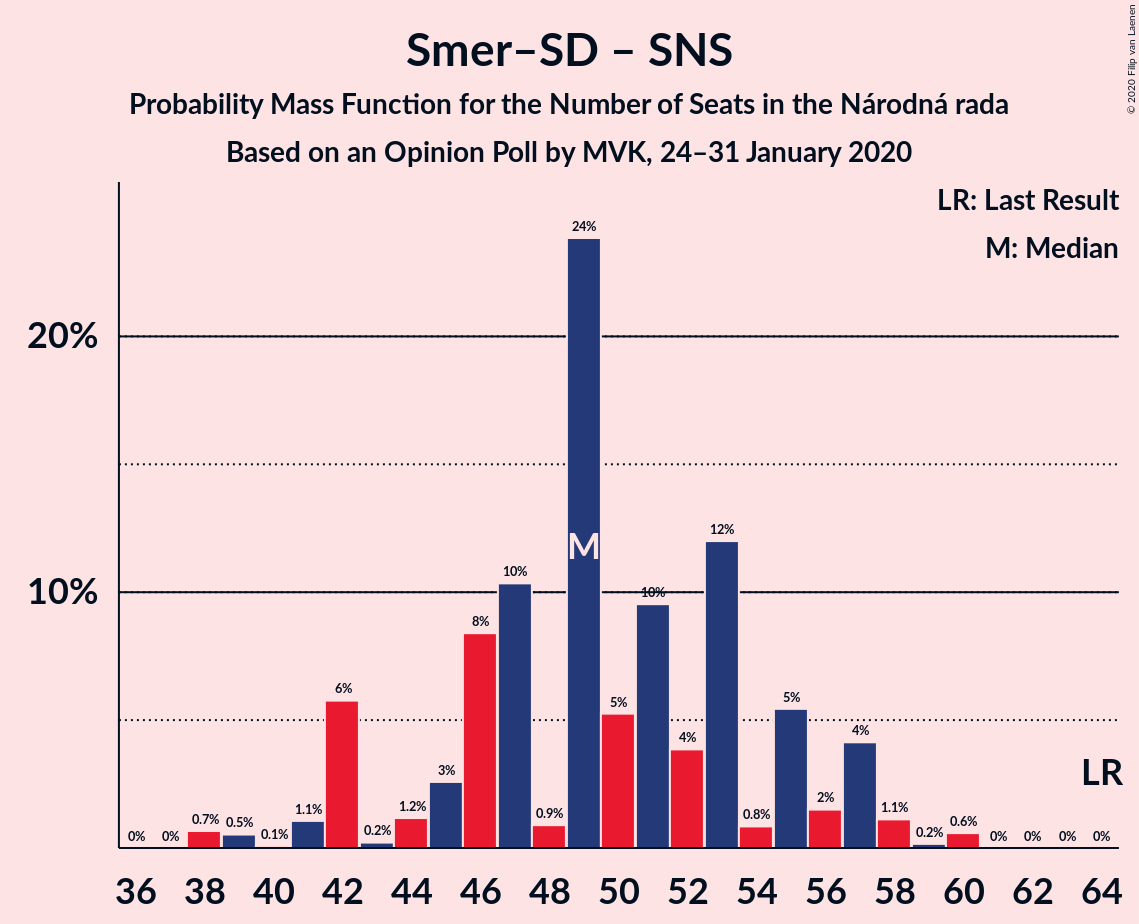 Smer–SD – SNS
Probability Mass Function for the Number of Seats in the Národná rada
Based on an Opinion Poll by MVK, 24–31 January 2020
© 2020 Filip van Laenen
LR: Last Result
M: Median
20%
10%
0% 0% 0.7% 0.5% 0.1% 1.1% 6% 0.2% 1.2% 3% 8% 10% 0.9% 24% 5% 10% 4% 12% 0.8% 5% 2% 4% 1.1% 0.2% 0.6% 0% 0% 0% 0%
M
LR
36 38 40 42 44 46 48 50 52 54 56 58 60 62 64